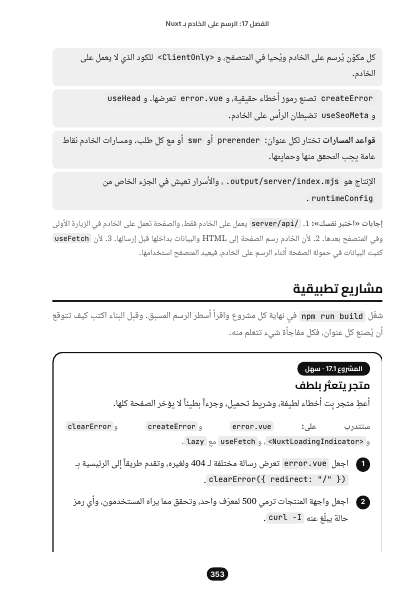 الفصل 17: الرسم على الخادم بـ Nuxt
كل مكوّن يُرسم على الخادم ويُحيا في المتصفح، و <ClientOnly> للكود الذي لا يعمل على
الخادم.
createError تصنع رموز أخطاء حقيقية، و error.vue تعرضها. و useHead
و useSeoMeta تضبطان الرأس على الخادم.
قواعد المسارات تختار لكل عنوان: prerender أو swr أو مع كل طلب. ومسارات الخادم نقاط
عامة يجب التحقق منها وحمايتها.
الإنتاج هو .output/server/index.mjs ، والأسرار تعيش في الجزء الخاص من
runtimeConfig .
إجابات «اختبر نفسك»: 1. server/api/ يعمل على الخادم فقط، والصفحة تعمل على الخادم في الزيارة الأولى
وفي المتصفح بعدها. 2. لأن الخادم رسم الصفحة إلى HTML والبيانات بداخلها قبل إرسالها. 3. لأن useFetch
كتبت البيانات في حمولة الصفحة أثناء الرسم على الخادم، فيعيد المتصفح استخدامها.
مشاريع تطبيقية
شغّل npm run build في نهاية كل مشروع واقرأ أسطر الرسم المسبق. وقبل البناء اكتب كيف تتوقع
أن يُصنع كل عنوان، فكل مفاجأة شيء تتعلم منه.
المشروع 17.1 · سهل
متجر يتعثر بلطف
أعطِ متجر بِت أخطاء لطيفة، وشريط تحميل، وجزءاً بطيئاً لا يؤخر الصفحة كلها.
ستتدرب على: error.vue و createError و clearError
و <NuxtLoadingIndicator> ، و useFetch مع lazy .
1 اجعل error.vue تعرض رسالة مختلفة لـ 404 ولغيره، وتقدم طريقاً إلى الرئيسية بـ
clearError({ redirect: "/" }) .
2 اجعل واجهة المنتجات ترمي 500 لمعرّف واحد، وتحقق مما يراه المستخدمون، وأي رمز
حالة يبلّغ عنه curl -I .
353